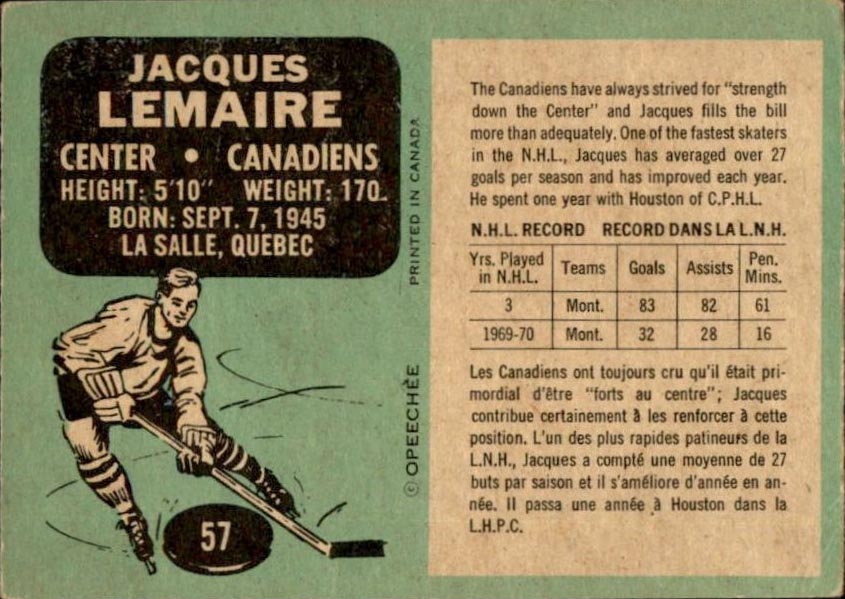 JACQUES
LEMAIRE
CENTER • CANADIENS
HEIGHT: 5'10" WEIGHT: 170
BORN: SEPT. 7, 1945
LA SALLE, QUEBEC
57
© OPEECHEE
PRINTED IN CANADA
The Canadiens have always strived for "strength
down the Center" and Jacques fills the bill
more than adequately. One of the fastest skaters
in the N.H.L., Jacques has averaged over 27
goals per season and has improved each year.
He spent one year with Houston of C.P.H.L.
N.H.L. RECORD RECORD DANS LA L.N.H.
Yrs. Played in N.H.L. Teams Goals Assists Pen. Mins.
3 Mont. 83 82 61
1969-70 Mont. 32 28 16
Les Canadiens ont toujours cru qu'il était pri-
mordial d'être "forts au centre"; Jacques
contribue certainement à les renforcer à cette
position. L'un des plus rapides patineurs de la
L.N.H., Jacques a compté une moyenne de 27
buts par saison et il s'améliore d'année en an-
née. Il passa une année à Houston dans la
L.H.P.C.